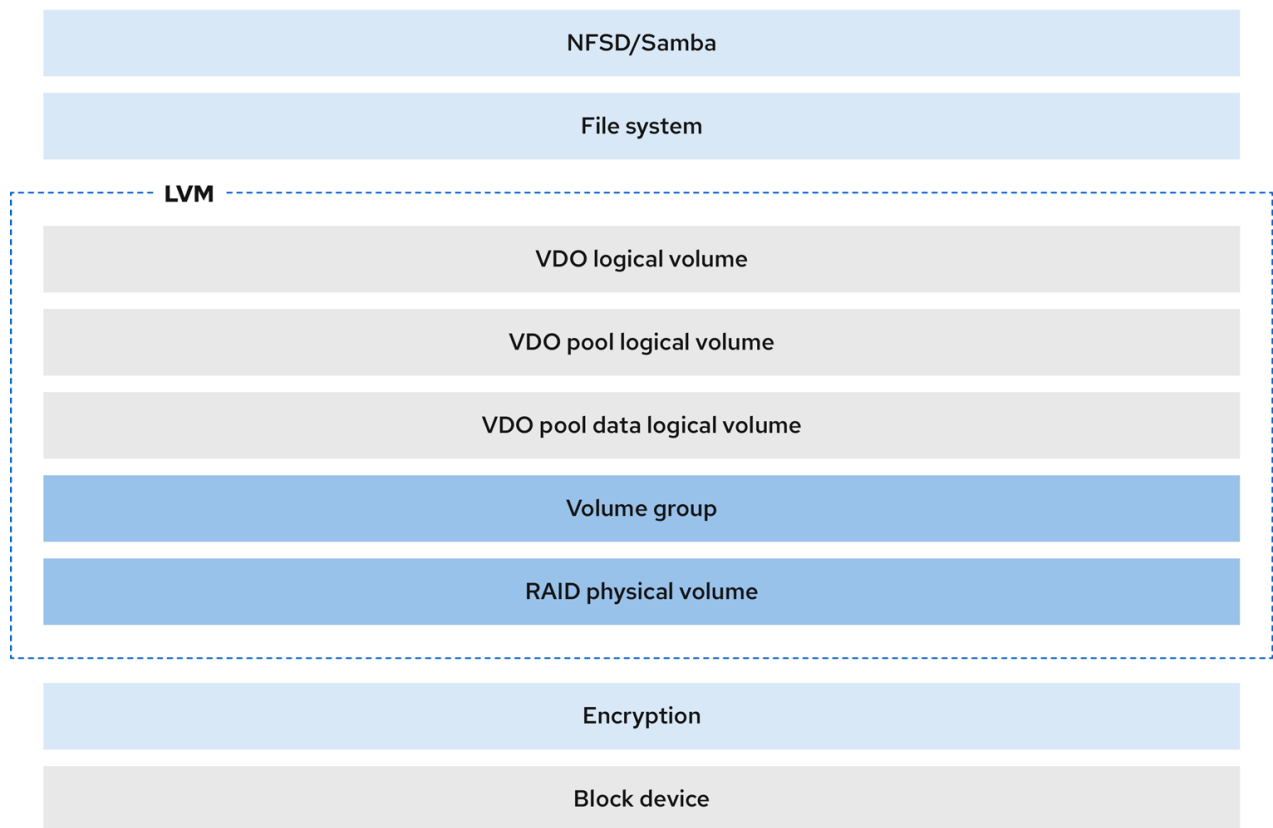 NFSD/Samba
File system
LVM
VDO logical volume
VDO pool logical volume
VDO pool data logical volume
Volume group
RAID physical volume
Encryption
Block device